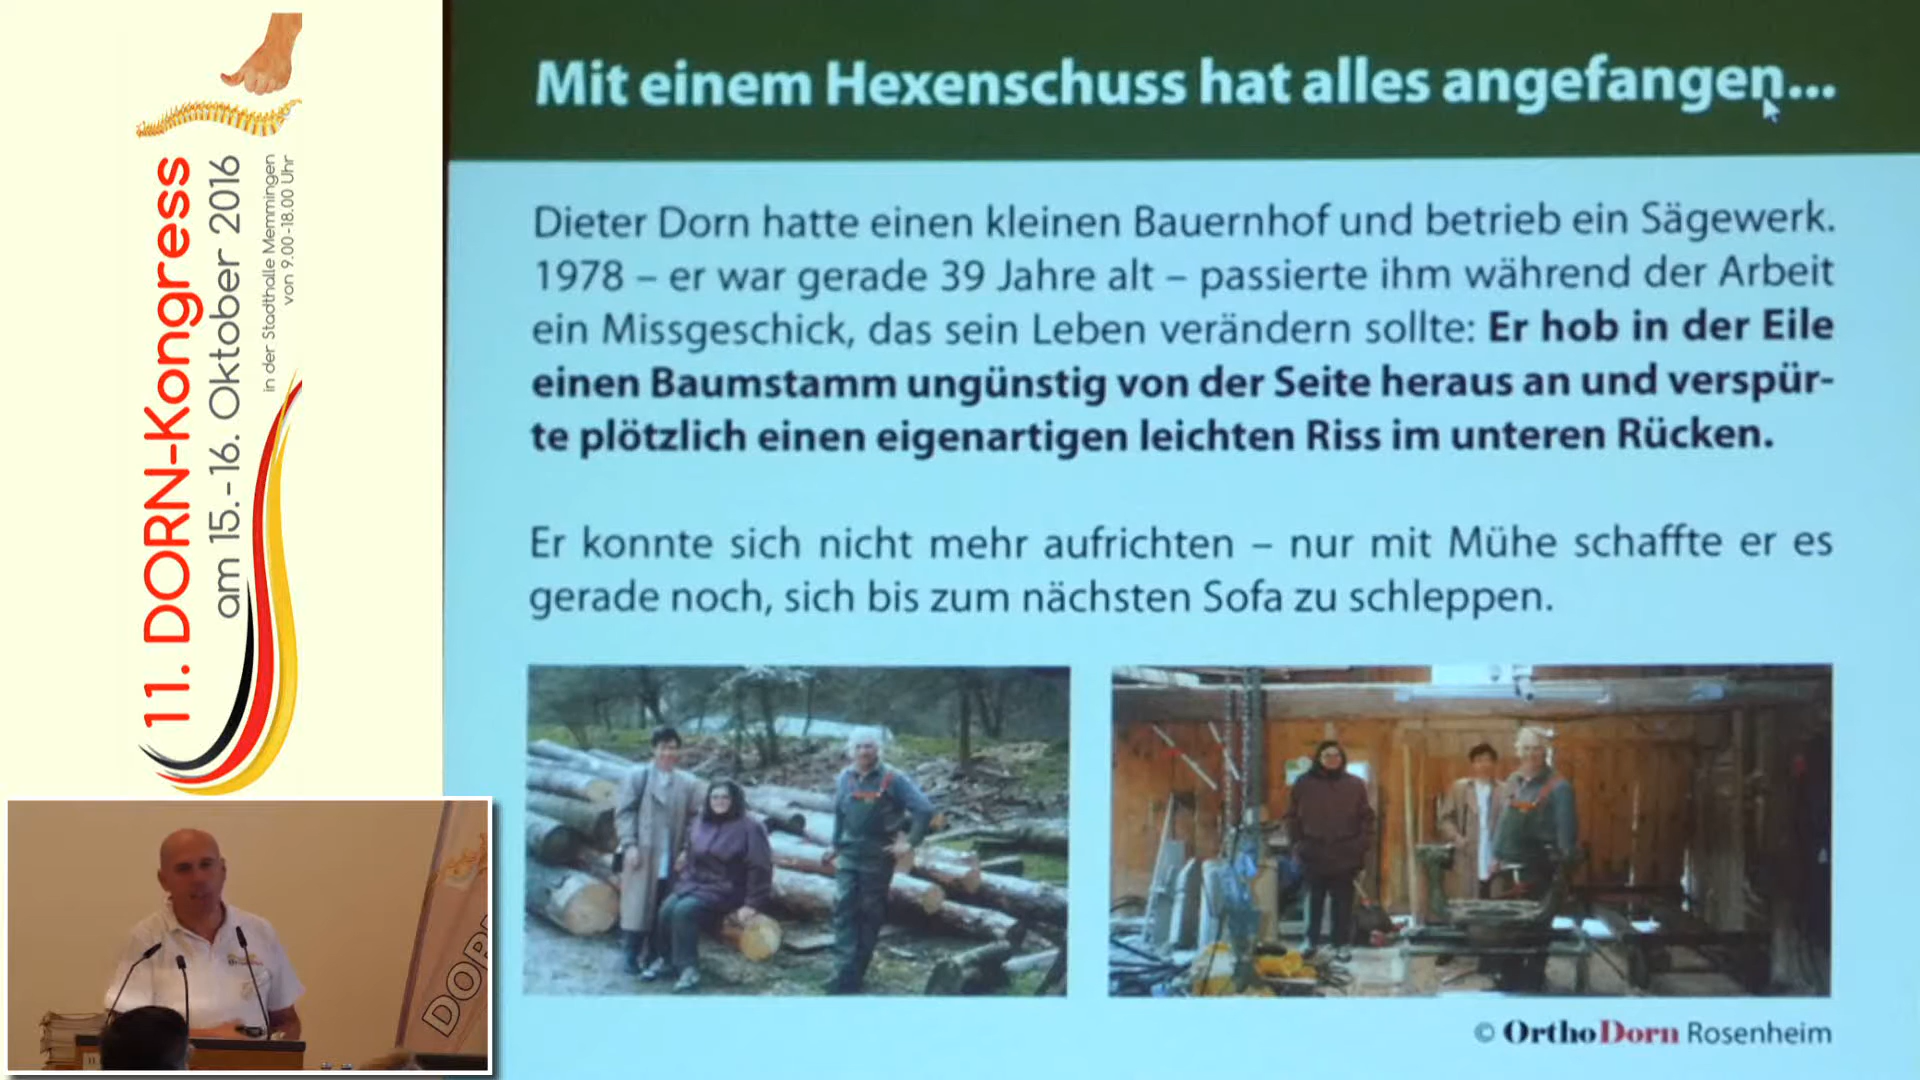 11. DORN-Kongress
am 15.-16. Oktober 2016
in der Stadthalle Memmingen
von 9.00-18.00 Uhr
Mit einem Hexenschuss hat alles angefangen...
Dieter Dorn hatte einen kleinen Bauernhof und betrieb ein Sägewerk.
1978 – er war gerade 39 Jahre alt – passierte ihm während der Arbeit
ein Missgeschick, das sein Leben verändern sollte: Er hob in der Eile
einen Baumstamm ungünstig von der Seite heraus an und verspür-
te plötzlich einen eigenartigen leichten Riss im unteren Rücken.
Er konnte sich nicht mehr aufrichten – nur mit Mühe schaffte er es
gerade noch, sich bis zum nächsten Sofa zu schleppen.
© OrthoDorn Rosenheim